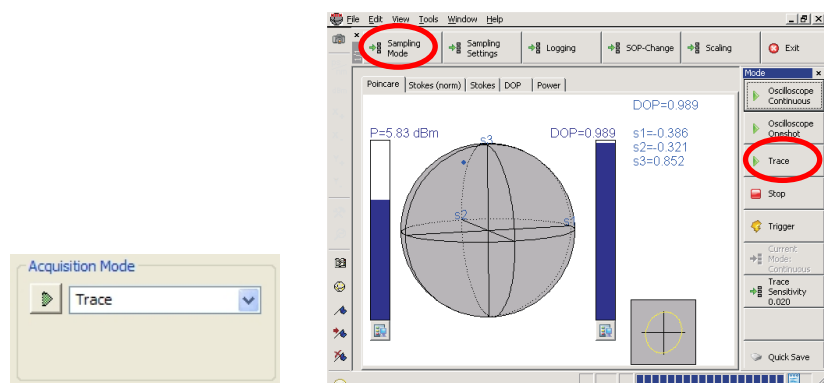 Acquisition Mode
Trace
File Edit View Tools Window Help
Sampling Mode
Sampling Settings
Logging
SOP-Change
Scaling
Exit
Poincare
Stokes (norm)
Stokes
DOP
Power
DOP=0.989
P=5.83 dBm
DOP=0.989
s1=-0.386
s2=-0.321
s3=0.852
s3
s2
Mode
Oscilloscope Continuous
Oscilloscope Oneshot
Trace
Stop
Trigger
Current Mode: Continuous
Trace Sensitivity 0.020
Quick Save